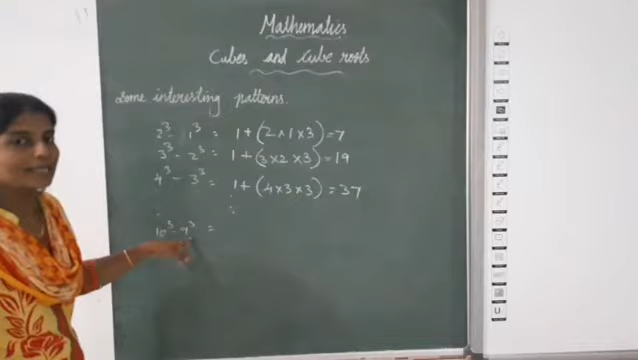 Mathematics
Cubes and Cube roots
Some interesting patterns.
2³ - 1³ = 1 + (2 × 1 × 3) = 7
3³ - 2³ = 1 + (3 × 2 × 3) = 19
4³ - 3³ = 1 + (4 × 3 × 3) = 37
10³ - 9³ =